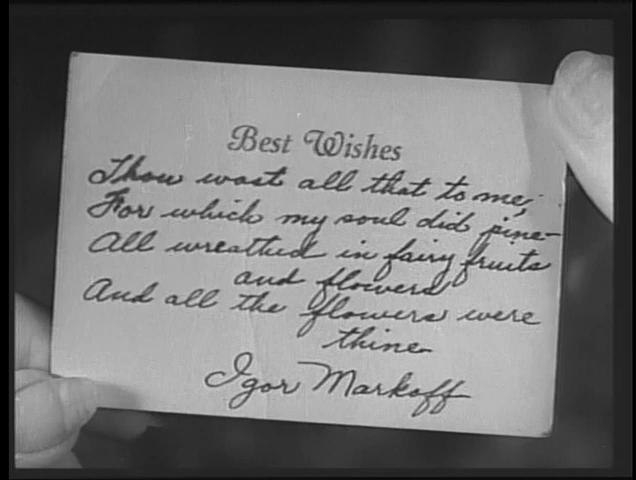 Best Wishes
Thou wast all that to me,
For which my soul did pine-
All wreathed in fairy fruits
and flowers
And all the flowers were
thine
Igor Markoff